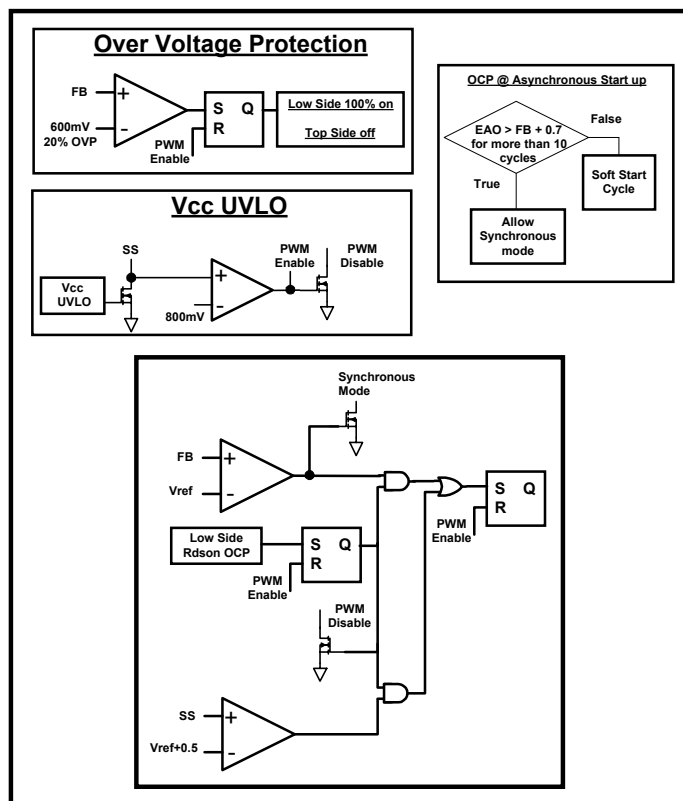 Over Voltage Protection
FB
+
600mV
-
20% OVP
S Q
R
PWM
Enable
Low Side 100% on
Top Side off
OCP @ Asynchronous Start up
EAO > FB + 0.7
for more than 10
cycles
False
True
Soft Start
Cycle
Allow
Synchronous
mode
Vcc UVLO
SS
Vcc
UVLO
+
-
800mV
PWM
Enable
PWM
Disable
Synchronous
Mode
FB
+
Vref
-
Low Side
Rdson OCP
S Q
R
PWM
Enable
S Q
R
PWM
Enable
PWM
Disable
SS
+
Vref+0.5
-